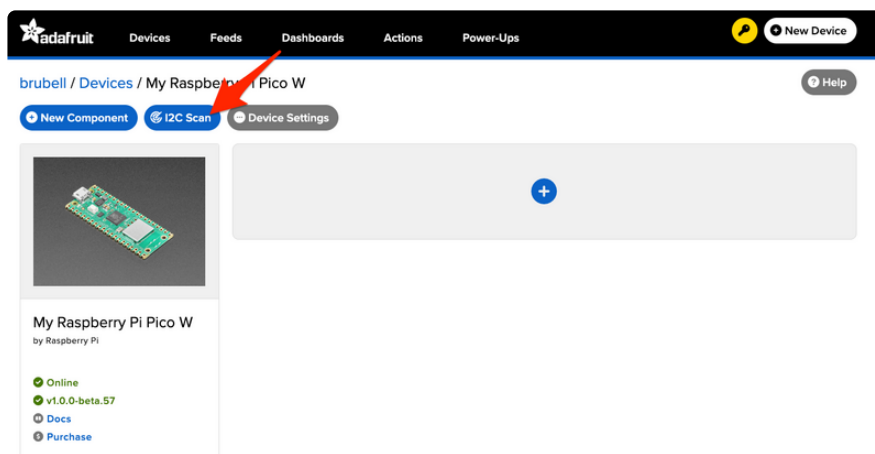 adafruit Devices Feeds Dashboards Actions Power-Ups New Device
brubell / Devices / My Raspberry Pi Pico W Help
New Component I2C Scan Device Settings
My Raspberry Pi Pico W
by Raspberry Pi
Online
v1.0.0-beta.57
Docs
Purchase